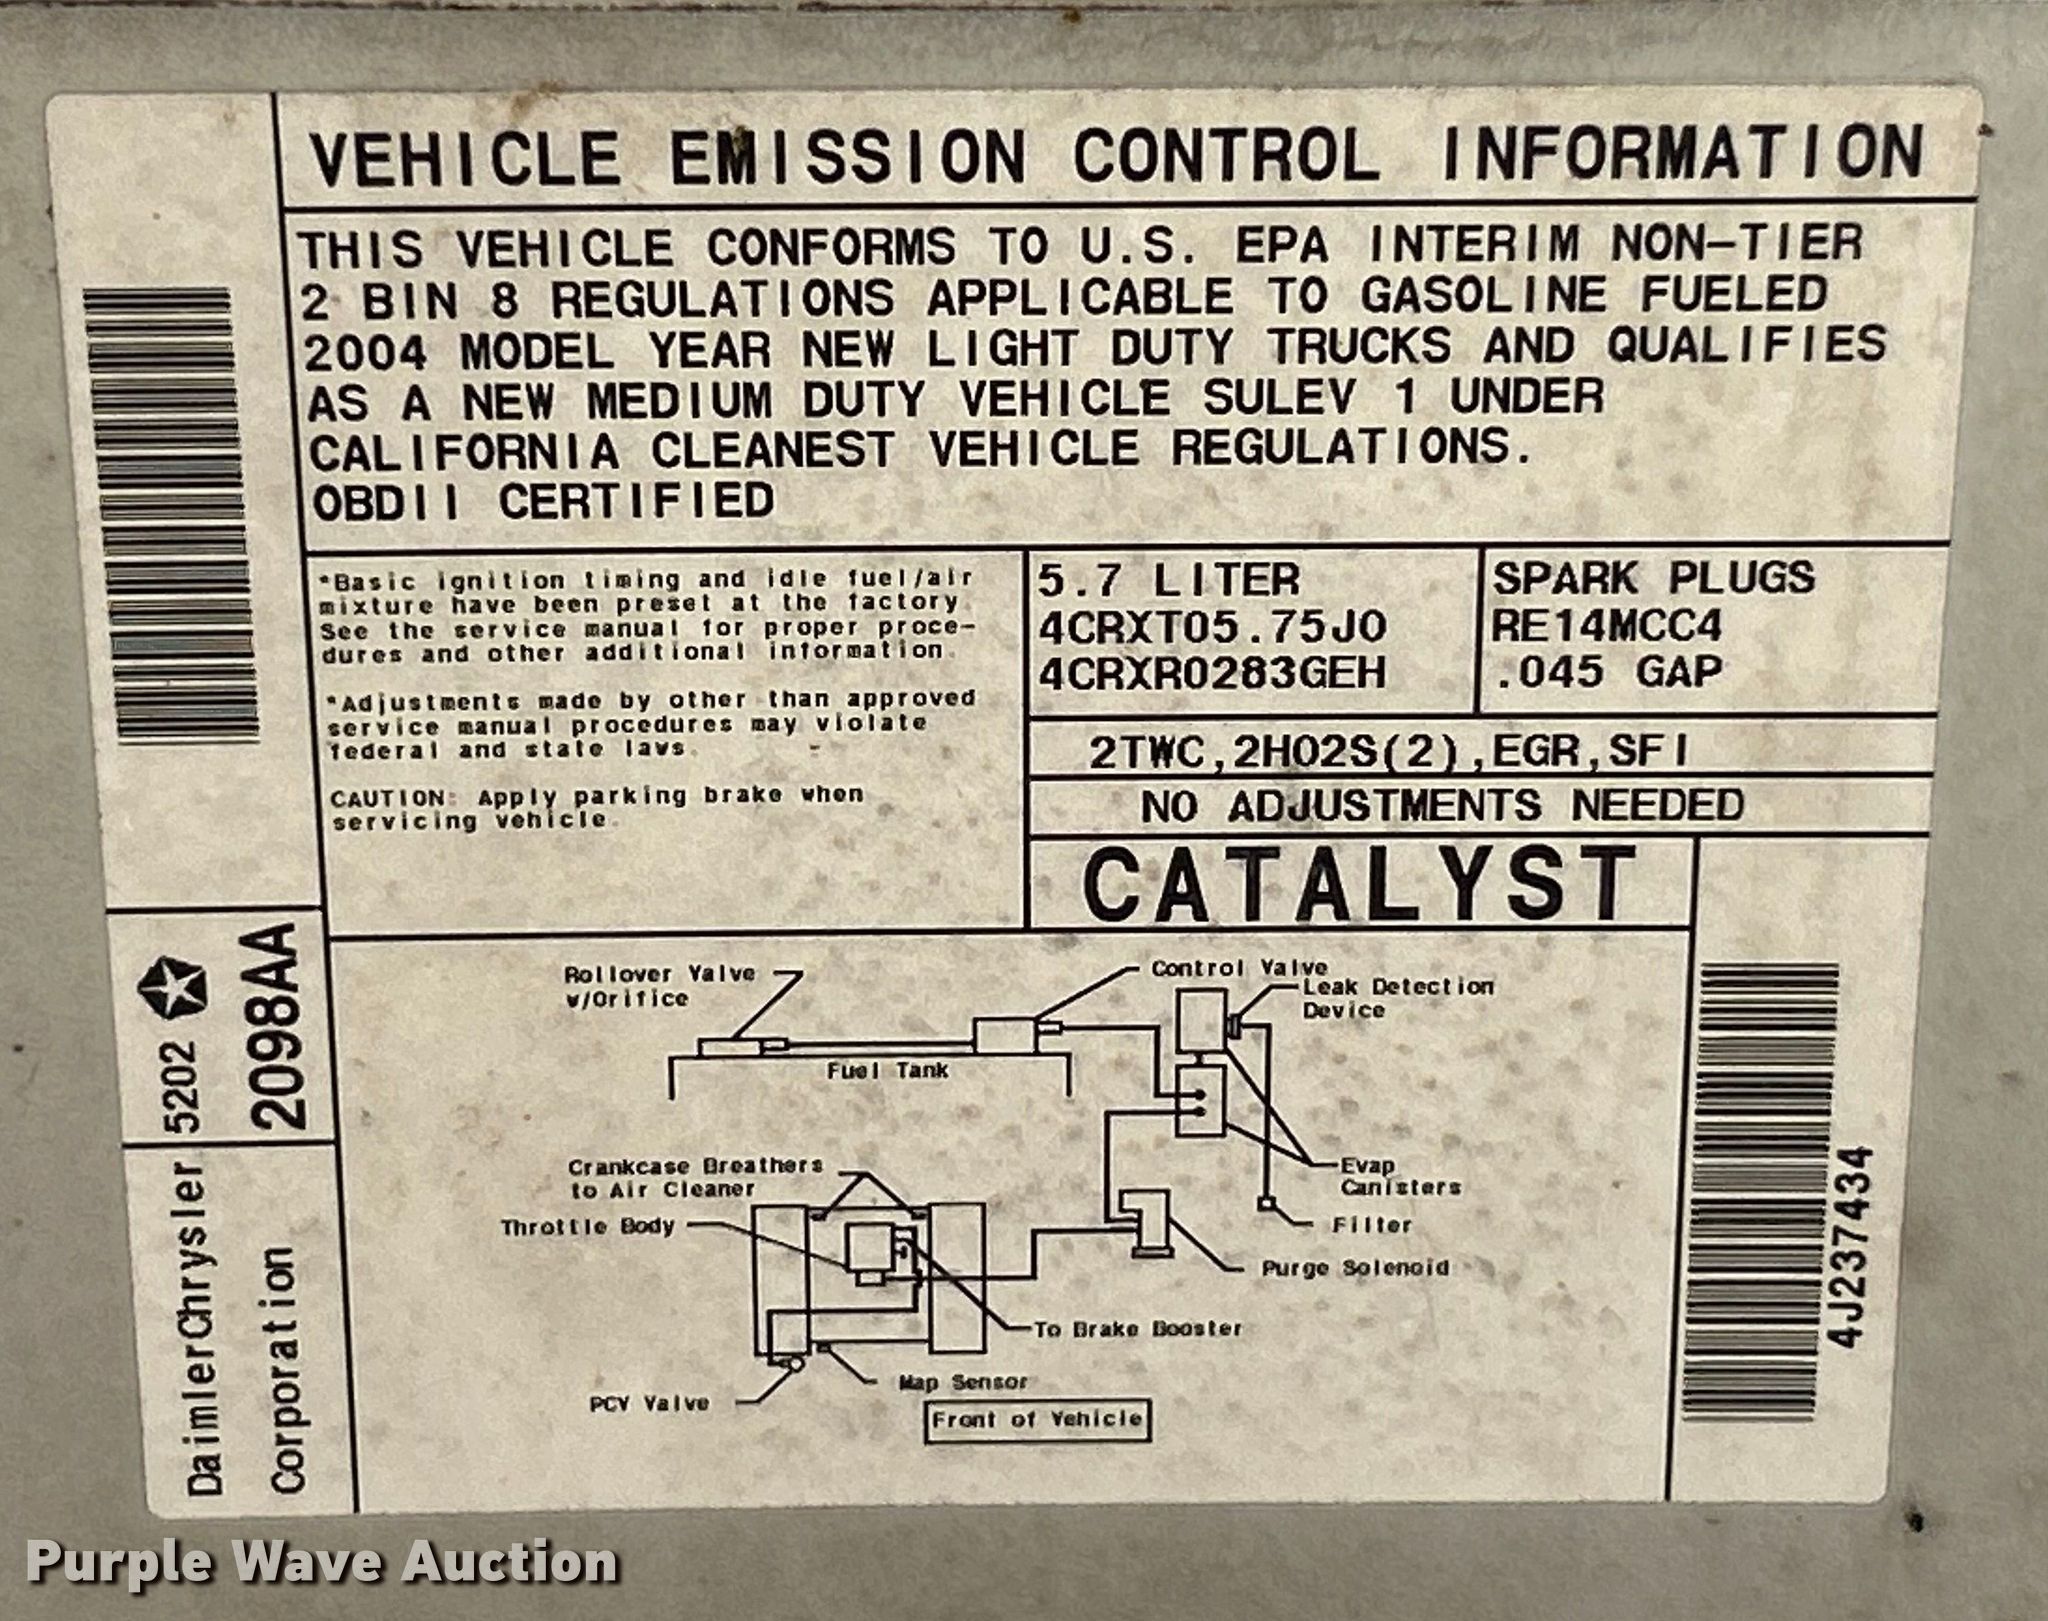 VEHICLE EMISSION CONTROL INFORMATION
THIS VEHICLE CONFORMS TO U.S. EPA INTERIM NON-TIER
2 BIN 8 REGULATIONS APPLICABLE TO GASOLINE FUELED
2004 MODEL YEAR NEW LIGHT DUTY TRUCKS AND QUALIFIES
AS A NEW MEDIUM DUTY VEHICLE SULEV 1 UNDER
CALIFORNIA CLEANEST VEHICLE REGULATIONS.
OBDII CERTIFIED
*Basic ignition timing and idle fuel/air
mixture have been preset at the factory.
See the service manual for proper proce-
dures and other additional information.
*Adjustments made by other than approved
service manual procedures may violate
federal and state laws.
CAUTION: Apply parking brake when
servicing vehicle.
5.7 LITER
4CRXT05.75J0
4CRXR0283GEH
SPARK PLUGS
RE14MCC4
.045 GAP
2TWC,2HO2S(2),EGR,SFI
NO ADJUSTMENTS NEEDED
CATALYST
Rollover Valve
w/Orifice
Control Valve
Leak Detection
Device
Fuel Tank
Crankcase Breathers
to Air Cleaner
Throttle Body
Evap
Canisters
Filter
Purge Solenoid
To Brake Booster
Map Sensor
PCV Valve
Front of Vehicle
DaimlerChrysler
Corporation
5202
2098AA
4J237434
Purple Wave Auction